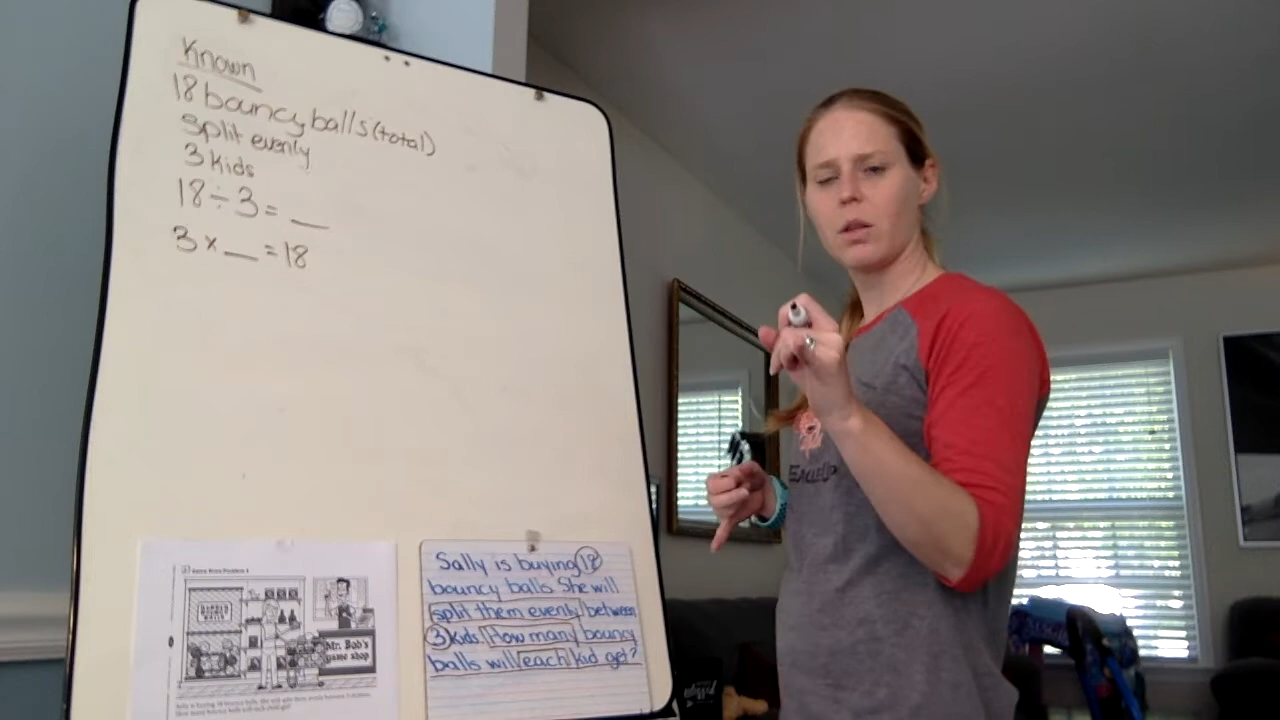 Known
18 bouncy balls (total)
split evenly
3 kids
18 ÷ 3 = __
3 x __ = 18
Sally is buying 18
bouncy balls. She will
split them evenly between
3 kids. How many bouncy
balls will each kid get?
Mr. Bob's
game shop